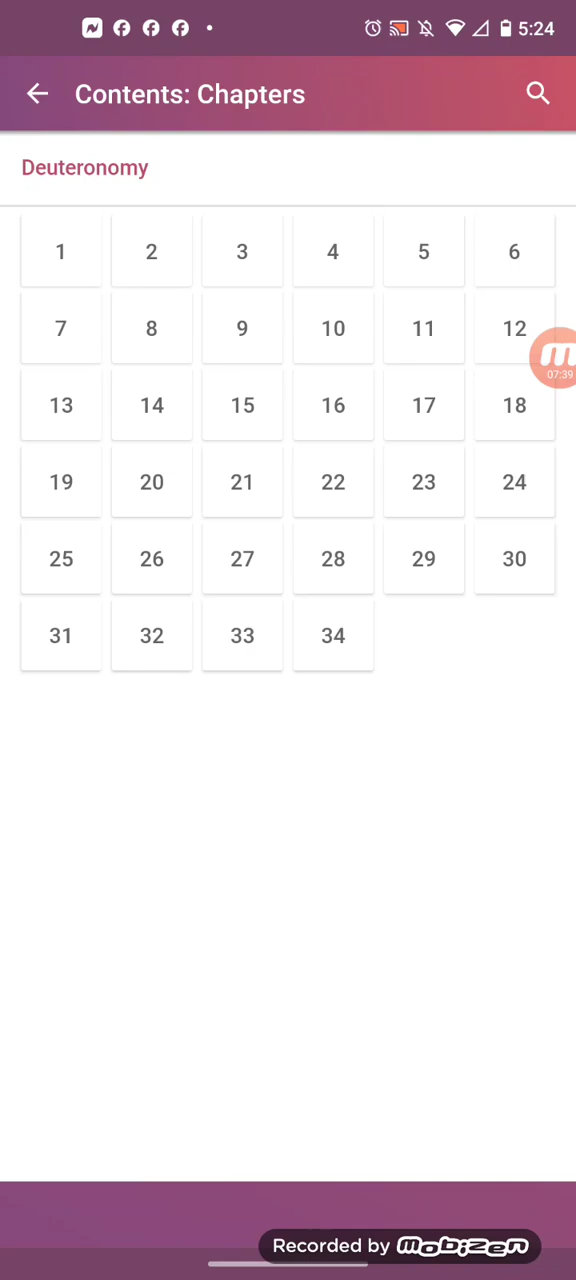 5:24
Contents: Chapters
Deuteronomy
1 2 3 4 5 6
7 8 9 10 11 12
07:39
13 14 15 16 17 18
19 20 21 22 23 24
25 26 27 28 29 30
31 32 33 34
Recorded by mobizen